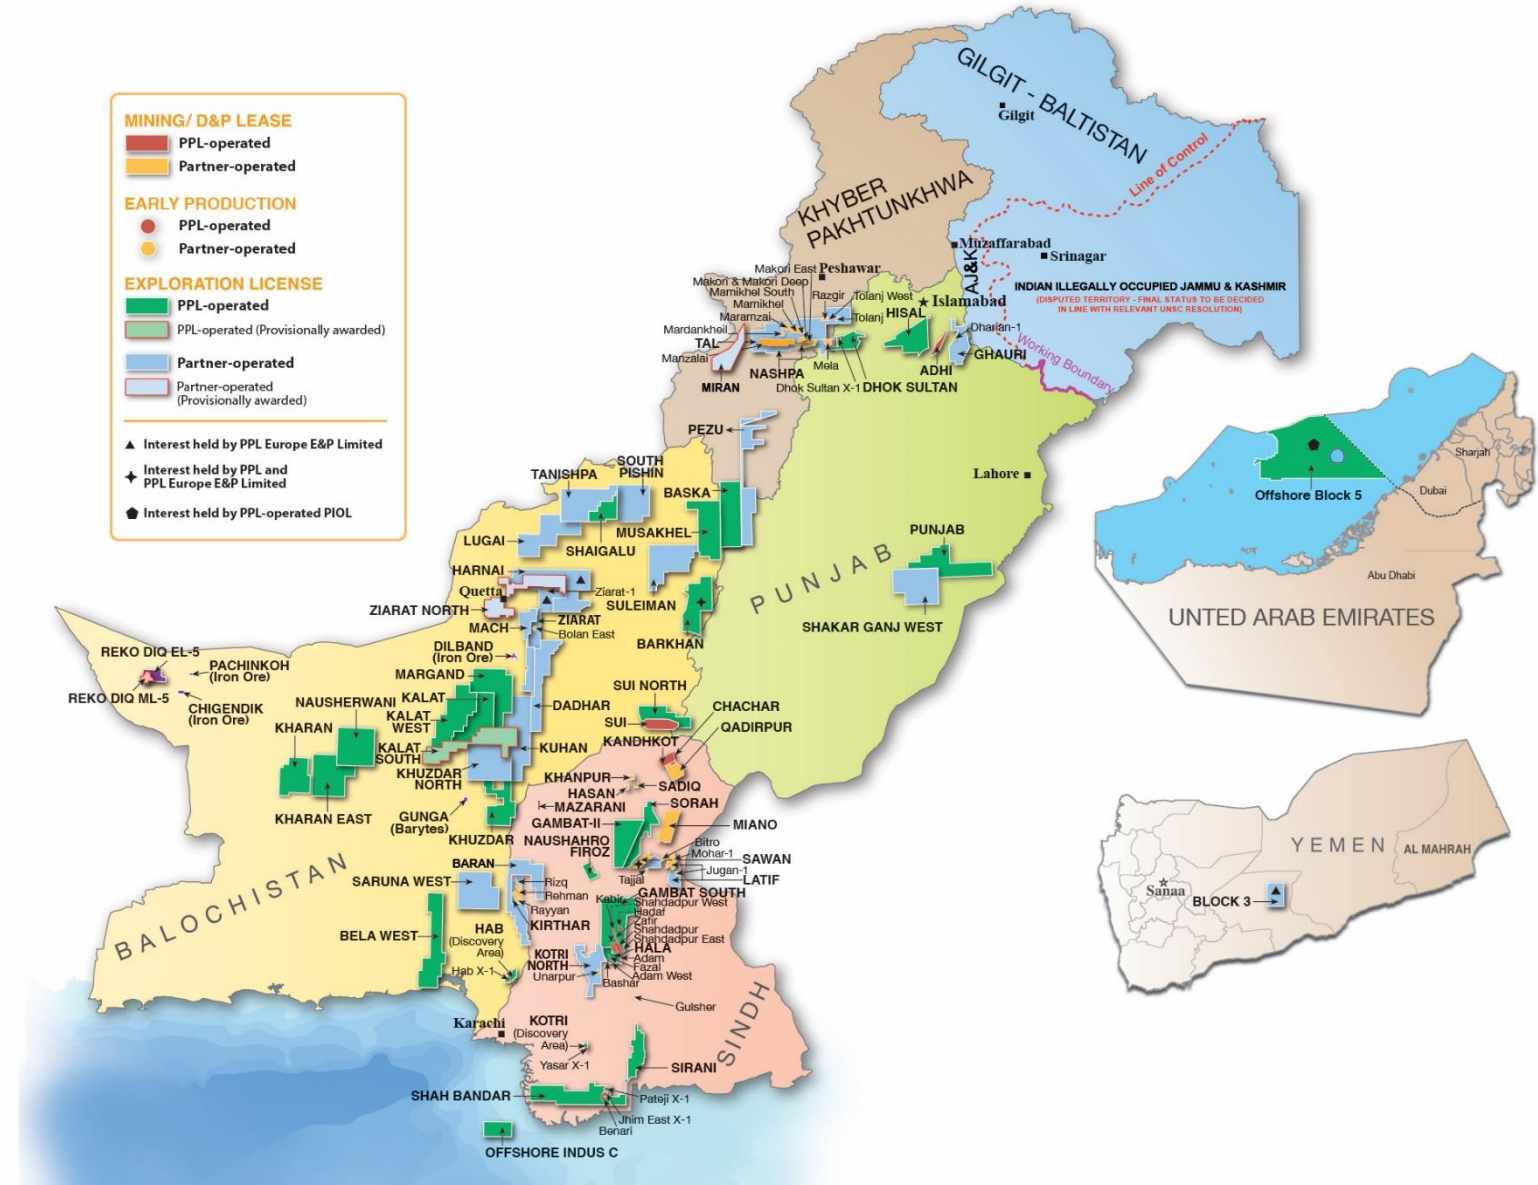 MINING/ D&P LEASE
PPL-operated
Partner-operated
EARLY PRODUCTION
PPL-operated
Partner-operated
EXPLORATION LICENSE
PPL-operated
PPL-operated (Provisionally awarded)
Partner-operated
Partner-operated
(Provisionally awarded)
Interest held by PPL Europe E&P Limited
Interest held by PPL and
PPL Europe E&P Limited
Interest held by PPL-operated PIOL
GILGIT - BALTISTAN
Gilgit
Line of Control
KHYBER
PAKHTUNKHWA
Muzaffarabad
Srinagar
AJ&K
INDIAN ILLEGALLY OCCUPIED JAMMU & KASHMIR
(DISPUTED TERRITORY - FINAL STATUS TO BE DECIDED
IN LINE WITH RELEVANT UNSC RESOLUTION)
Working Boundary
Makori East
Peshawar
Makori & Makori Deep
Mamikhel South
Razgir
Tolanj West
Islamabad
Mamikhel
Maramzai
Tolanj
HISAL
Mardankheil
Dharian-1
TAL
Manzalai
GHAURI
Mela
NASHPA
ADHI
MIRAN
Dhok Sultan X-1
DHOK SULTAN
PEZU
Lahore
SOUTH
PISHIN
TANISHPA
BASKA
MUSAKHEL
LUGAI
SHAIGALU
PUNJAB
PUNJAB
HARNAI
Quetta
Ziarat-1
ZIARAT NORTH
SULEIMAN
ZIARAT
MACH
Bolan East
SHAKAR GANJ WEST
BARKHAN
DILBAND
(Iron Ore)
REKO DIQ EL-5
PACHINKOH
(Iron Ore)
REKO DIQ ML-5
CHIGENDIK
(Iron Ore)
MARGAND
NAUSHERWANI
KALAT
SUI NORTH
DADHAR
CHACHAR
KALAT
WEST
SUI
QADIRPUR
KHARAN
KANDHKOT
KALAT
SOUTH
KUHAN
KHUZDAR
NORTH
KHANPUR
SADIQ
HASAN
MAZARANI
SORAH
KHARAN EAST
GUNGA
(Barytes)
GAMBAT-II
MIANO
KHUZDAR
NAUSHAHRO
FIROZ
Bitro
Mohar-1
SAWAN
BARAN
Jugan-1
Tajjal
LATIF
SARUNA WEST
Rizq
GAMBAT SOUTH
Rehman
Kabir
Shahdadpur West
Hadaf
Rayyan
Zafir
KIRTHAR
Shahdadpur
Shahdadpur East
BELA WEST
HAB
(Discovery
Area)
HALA
KOTRI
NORTH
Adam
Fazal
Hab X-1
Unarpur
Adam West
Bashar
Gulsher
BALOCHISTAN
SINDH
Karachi
KOTRI
(Discovery
Area)
Yasar X-1
SIRANI
SHAH BANDAR
Pateji X-1
Jhim East X-1
Benari
OFFSHORE INDUS C
Sharjah
Offshore Block 5
Dubai
Abu Dhabi
UNTED ARAB EMIRATES
YEMEN
AL MAHRAH
Sanaa
BLOCK 3